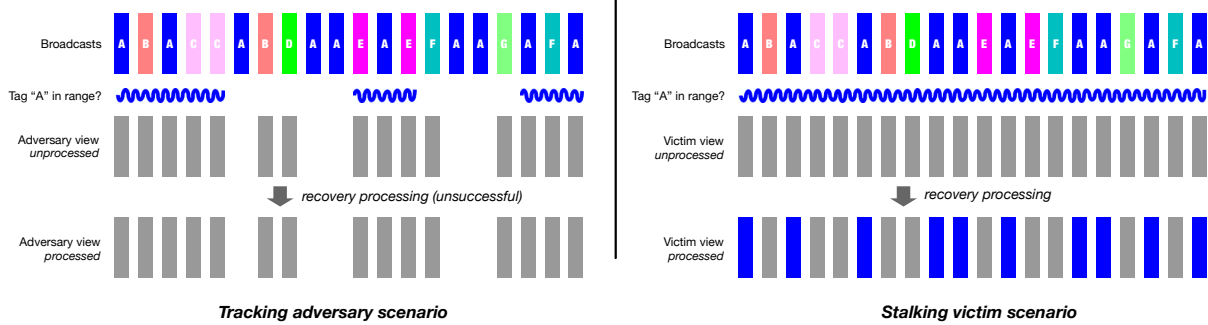 Broadcasts
A B A C C A B D A A E A E F A A G A F A
Tag "A" in range?
Adversary view
unprocessed
recovery processing (unsuccessful)
Adversary view
processed
Tracking adversary scenario
Broadcasts
A B A C C A B D A A E A E F A A G A F A
Tag "A" in range?
Victim view
unprocessed
recovery processing
Victim view
processed
Stalking victim scenario